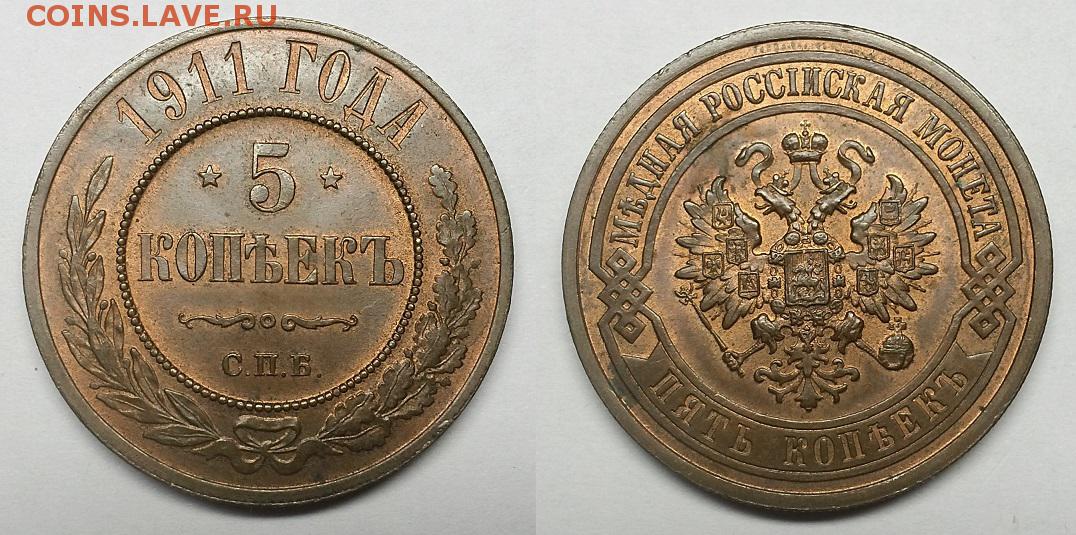 COINS.LAVE.RU
1911 ГОДА
5
КОПѢЕКЪ
С.П.Б.
МѢДНАЯ РОССІЙСКАЯ МОНЕТА
ПЯТЬ КОПѢЕКЪ